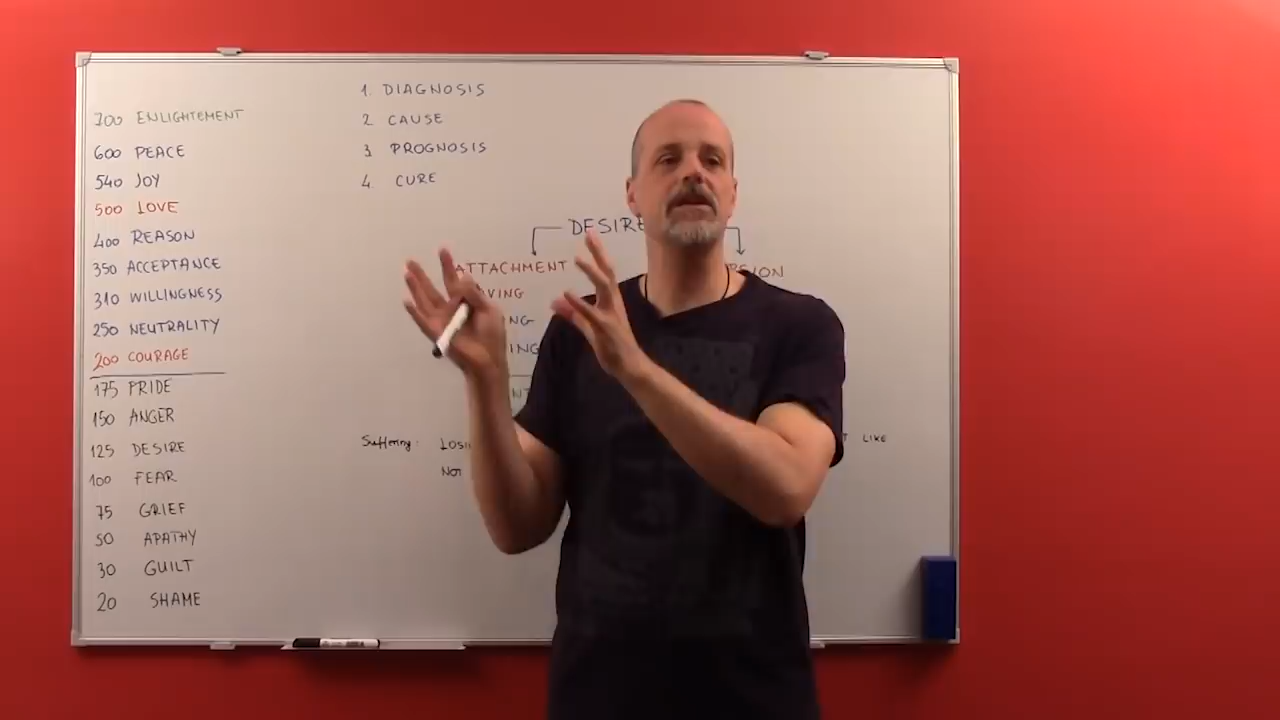 700 ENLIGHTEMENT
600 PEACE
540 JOY
500 LOVE
400 REASON
350 ACCEPTANCE
310 WILLINGNESS
250 NEUTRALITY
200 COURAGE
175 PRIDE
150 ANGER
125 DESIRE
100 FEAR
75 GRIEF
50 APATHY
30 GUILT
20 SHAME
1. DIAGNOSIS
2 CAUSE
3 PROGNOSIS
4. CURE
DESIRE
ATTACHMENT
Suffering:
NOT
LIKE